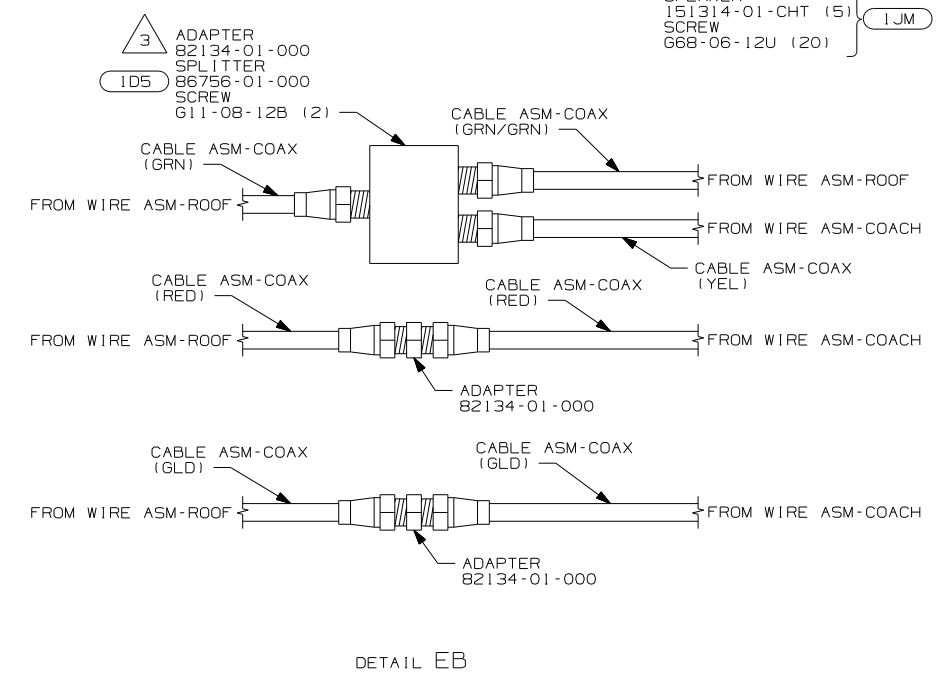 151314-01-CHT (5)
SCREW
G68-06-12U (20)
1JM
3
ADAPTER
82134-01-000
SPLITTER
1D5
86756-01-000
SCREW
G11-08-12B (2)
CABLE ASM-COAX
(GRN/GRN)
CABLE ASM-COAX
(GRN)
FROM WIRE ASM-ROOF
FROM WIRE ASM-ROOF
FROM WIRE ASM-COACH
CABLE ASM-COAX
(YEL)
CABLE ASM-COAX
(RED)
CABLE ASM-COAX
(RED)
FROM WIRE ASM-ROOF
FROM WIRE ASM-COACH
ADAPTER
82134-01-000
CABLE ASM-COAX
(GLD)
CABLE ASM-COAX
(GLD)
FROM WIRE ASM-ROOF
FROM WIRE ASM-COACH
ADAPTER
82134-01-000
DETAIL EB